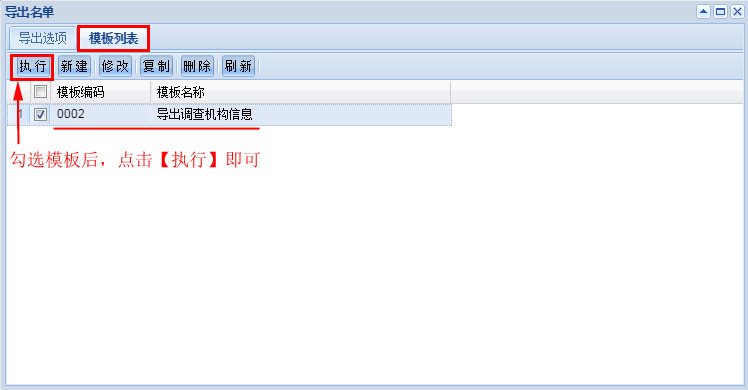 导出名单
导出选项 模板列表
执行 新建 修改 复制 删除 刷新
模板编码 模板名称
1 0002 导出调查机构信息
勾选模板后，点击【执行】即可